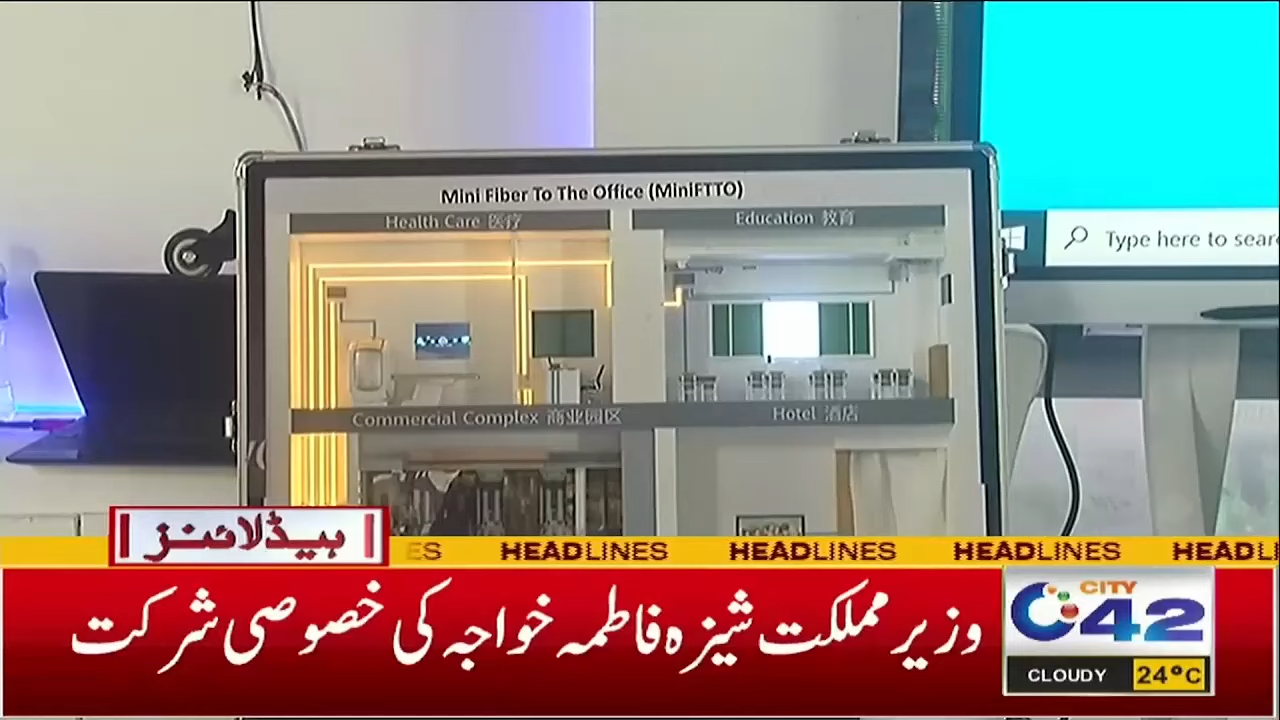 Mini Fiber To The Office (MiniFTTO)
Health Care 医疗
Education 教育
Type here to sear
Commercial Complex 商业园区
Hotel 酒店
ہیڈلائنز
ES HEADLINES HEADLINES HEADLINES HEADL
وزیر مملکت شیزہ فاطمہ خواجہ کی خصوصی شرکت
CITY
42
CLOUDY 24°C